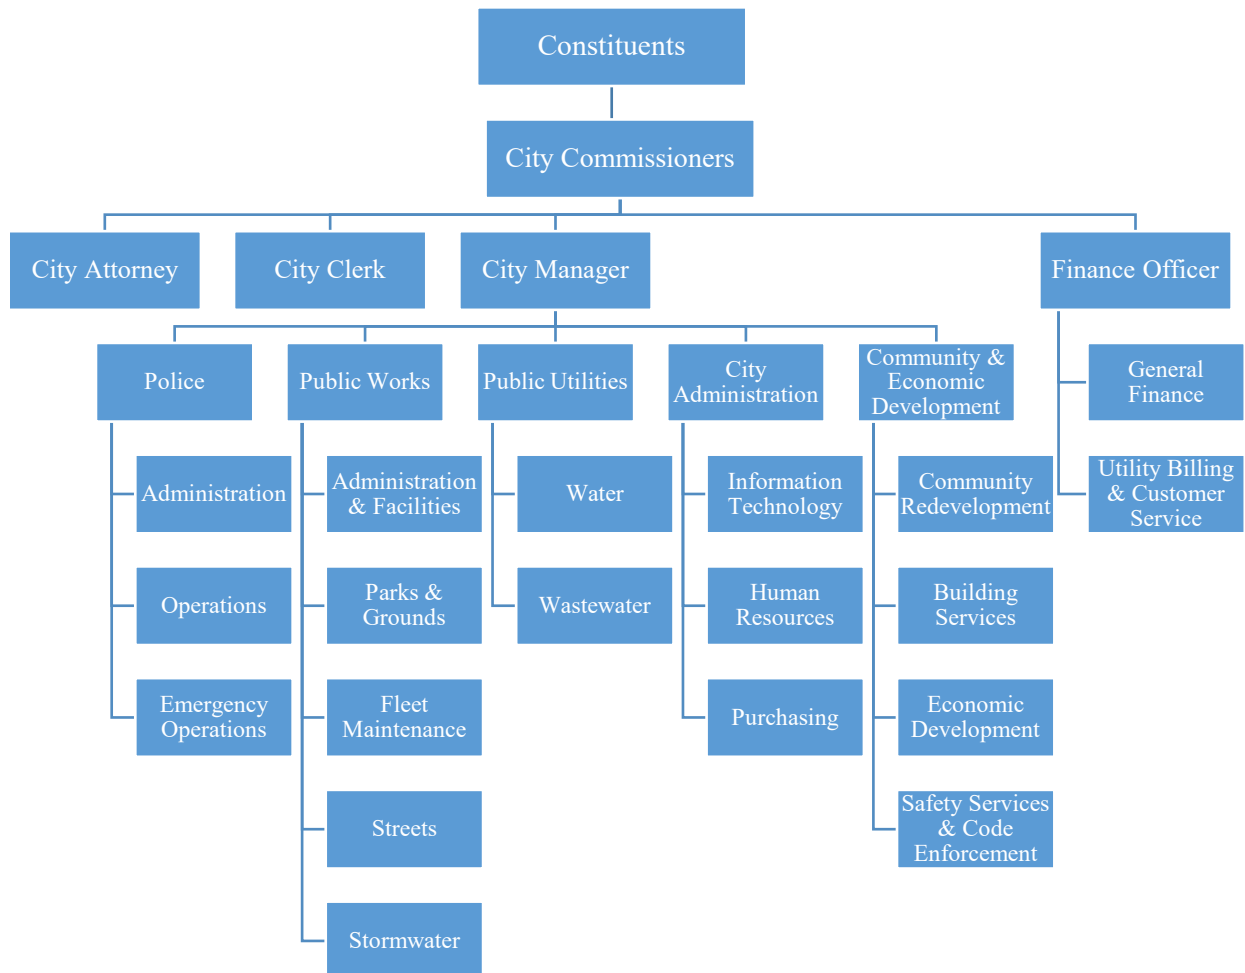 Constituents
City Commissioners
City Attorney
City Clerk
City Manager
Finance Officer
Police
Public Works
Public Utilities
City
Administration
Community &
Economic
Development
General
Finance
Administration
Administration
& Facilities
Water
Information
Technology
Community
Redevelopment
Utility Billing
& Customer
Service
Operations
Parks &
Grounds
Wastewater
Human
Resources
Building
Services
Emergency
Operations
Fleet
Maintenance
Purchasing
Economic
Development
Streets
Safety Services
& Code
Enforcement
Stormwater